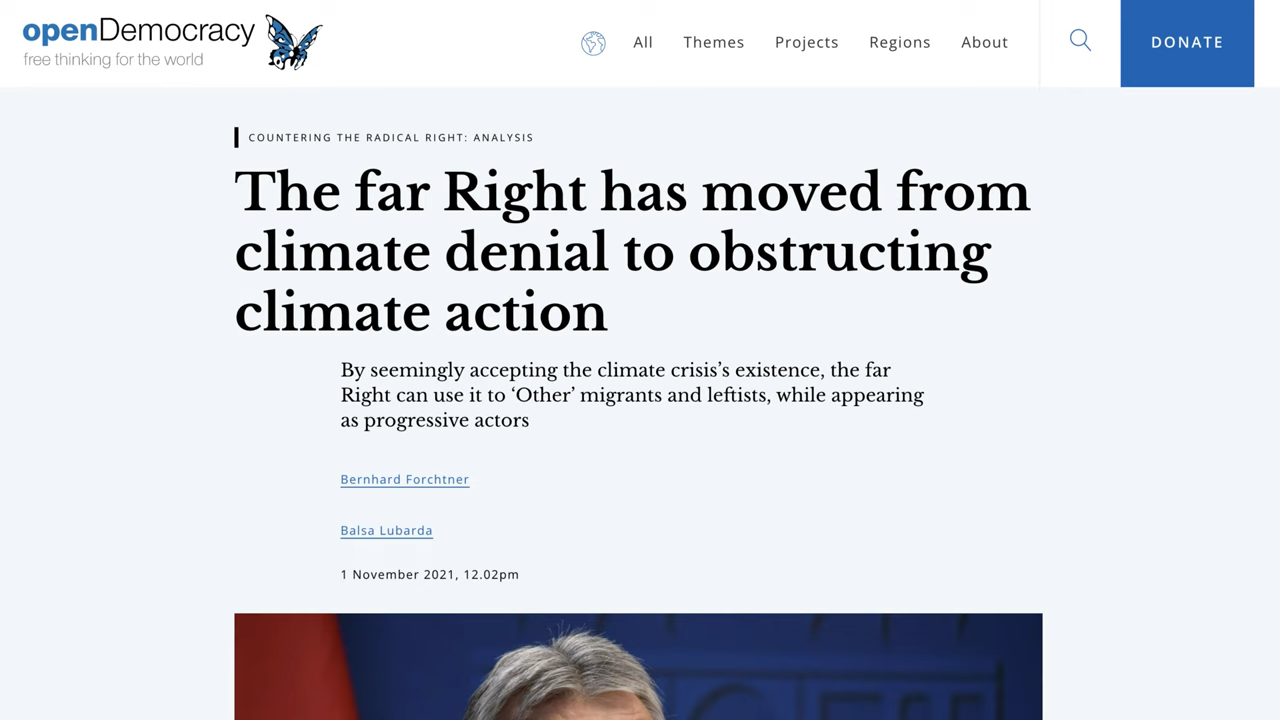 openDemocracy
free thinking for the world
All Themes Projects Regions About
DONATE
COUNTERING THE RADICAL RIGHT: ANALYSIS
The far Right has moved from
climate denial to obstructing
climate action
By seemingly accepting the climate crisis’s existence, the far
Right can use it to ‘Other’ migrants and leftists, while appearing
as progressive actors
Bernhard Forchtner
Balsa Lubarda
1 November 2021, 12.02pm